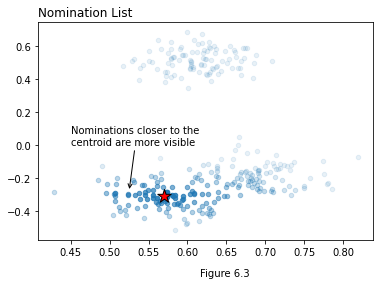 Nomination List
0.6
0.4
0.2
0.0
−0.2
−0.4
Nominations closer to the
centroid are more visible
0.45 0.50 0.55 0.60 0.65 0.70 0.75 0.80
Figure 6.3